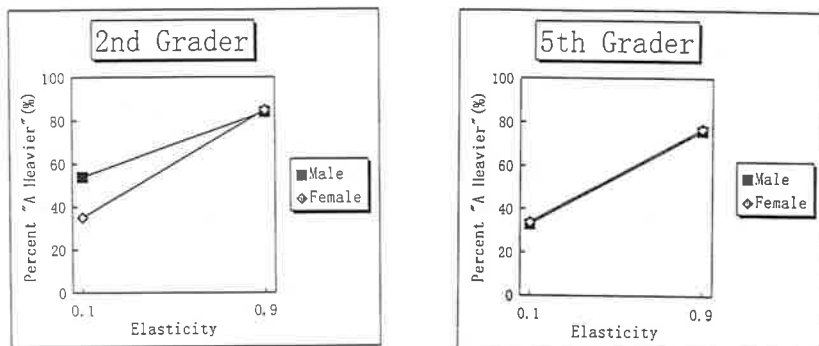 2nd Grader
Percent "A Heavier"(%)
100
80
60
40
20
0
0.1
0.9
Elasticity
Male
Female
5th Grader
Percent "A Heavier"(%)
100
80
60
40
20
0
0.1
0.9
Elasticity
Male
Female